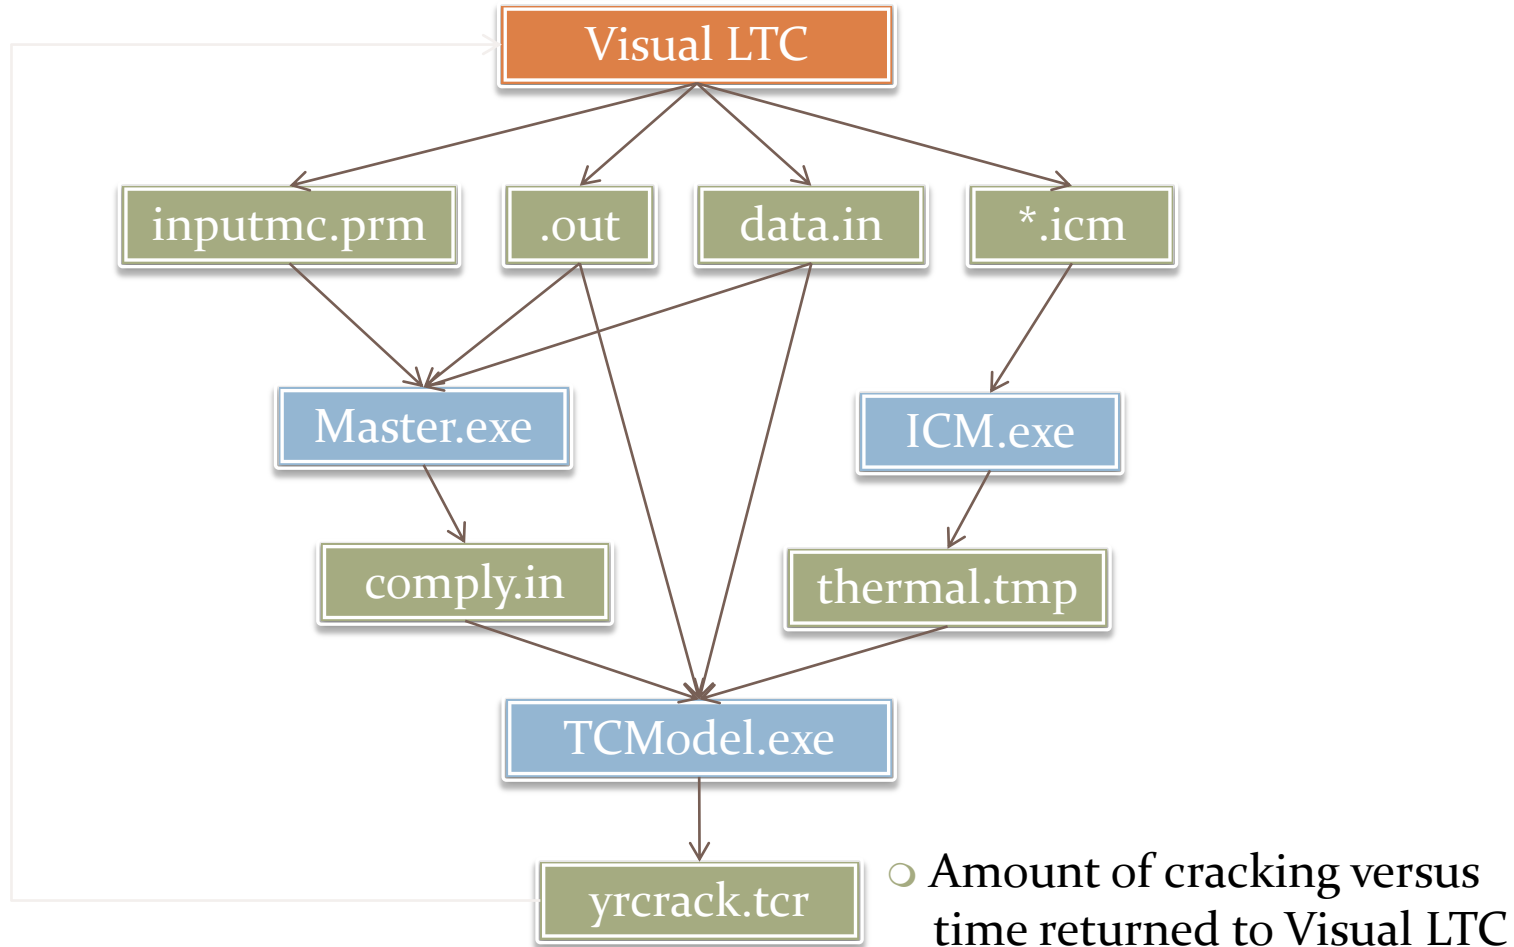 Visual LTC
inputmc.prm
.out
data.in
*.icm
Master.exe
ICM.exe
comply.in
thermal.tmp
TCModel.exe
yrcrack.tcr
Amount of cracking versus
time returned to Visual LTC